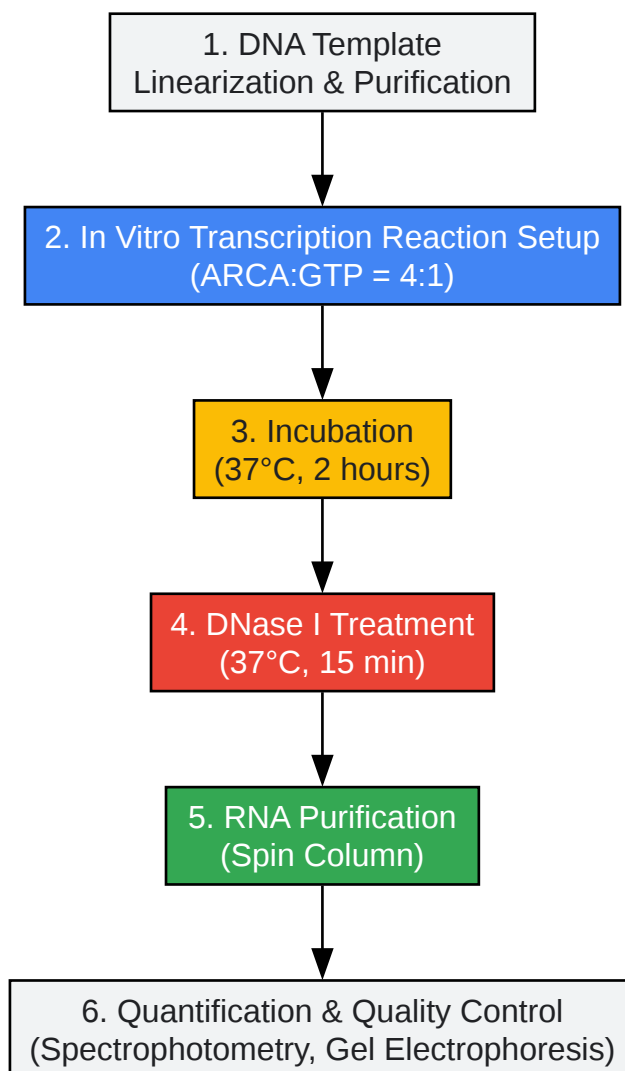 1. DNA Template
Linearization & Purification
2. In Vitro Transcription Reaction Setup
(ARCA:GTP = 4:1)
3. Incubation
(37°C, 2 hours)
4. DNase I Treatment
(37°C, 15 min)
5. RNA Purification
(Spin Column)
6. Quantification & Quality Control
(Spectrophotometry, Gel Electrophoresis)